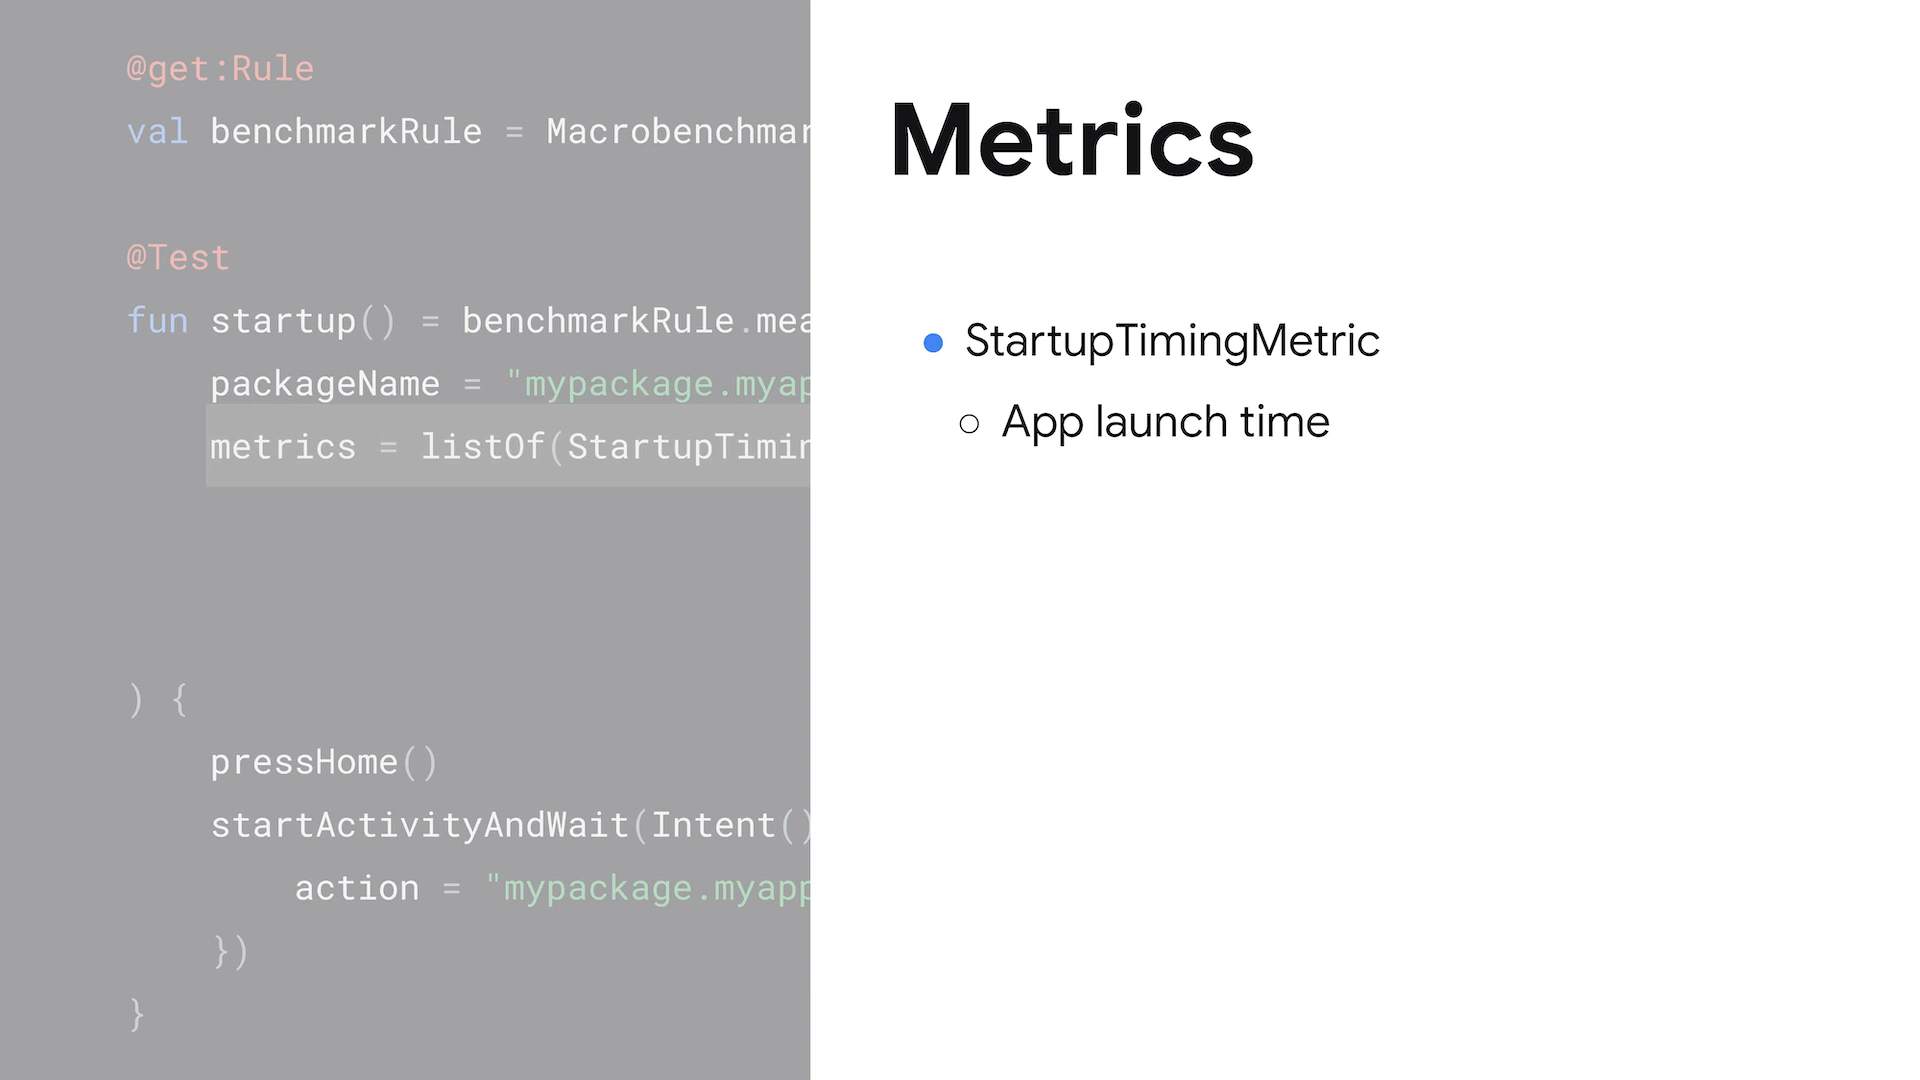 @get:Rule
val benchmarkRule = Macrobenchmar
@Test
fun startup() = benchmarkRule.mea
packageName = "mypackage.myap
metrics = listOf(StartupTimin
) {
pressHome()
startActivityAndWait(Intent()
action = "mypackage.myapp
})
}
Metrics
StartupTimingMetric
App launch time